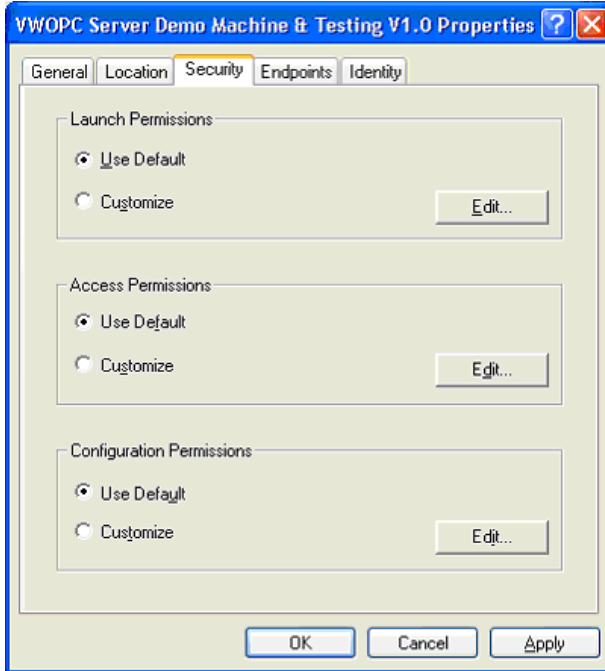 VWOPC Server Demo Machine & Testing V1.0 Properties
General Location Security Endpoints Identity
Launch Permissions
Use Default
Customize
Edit...
Access Permissions
Use Default
Customize
Edit...
Configuration Permissions
Use Default
Customize
Edit...
OK Cancel Apply